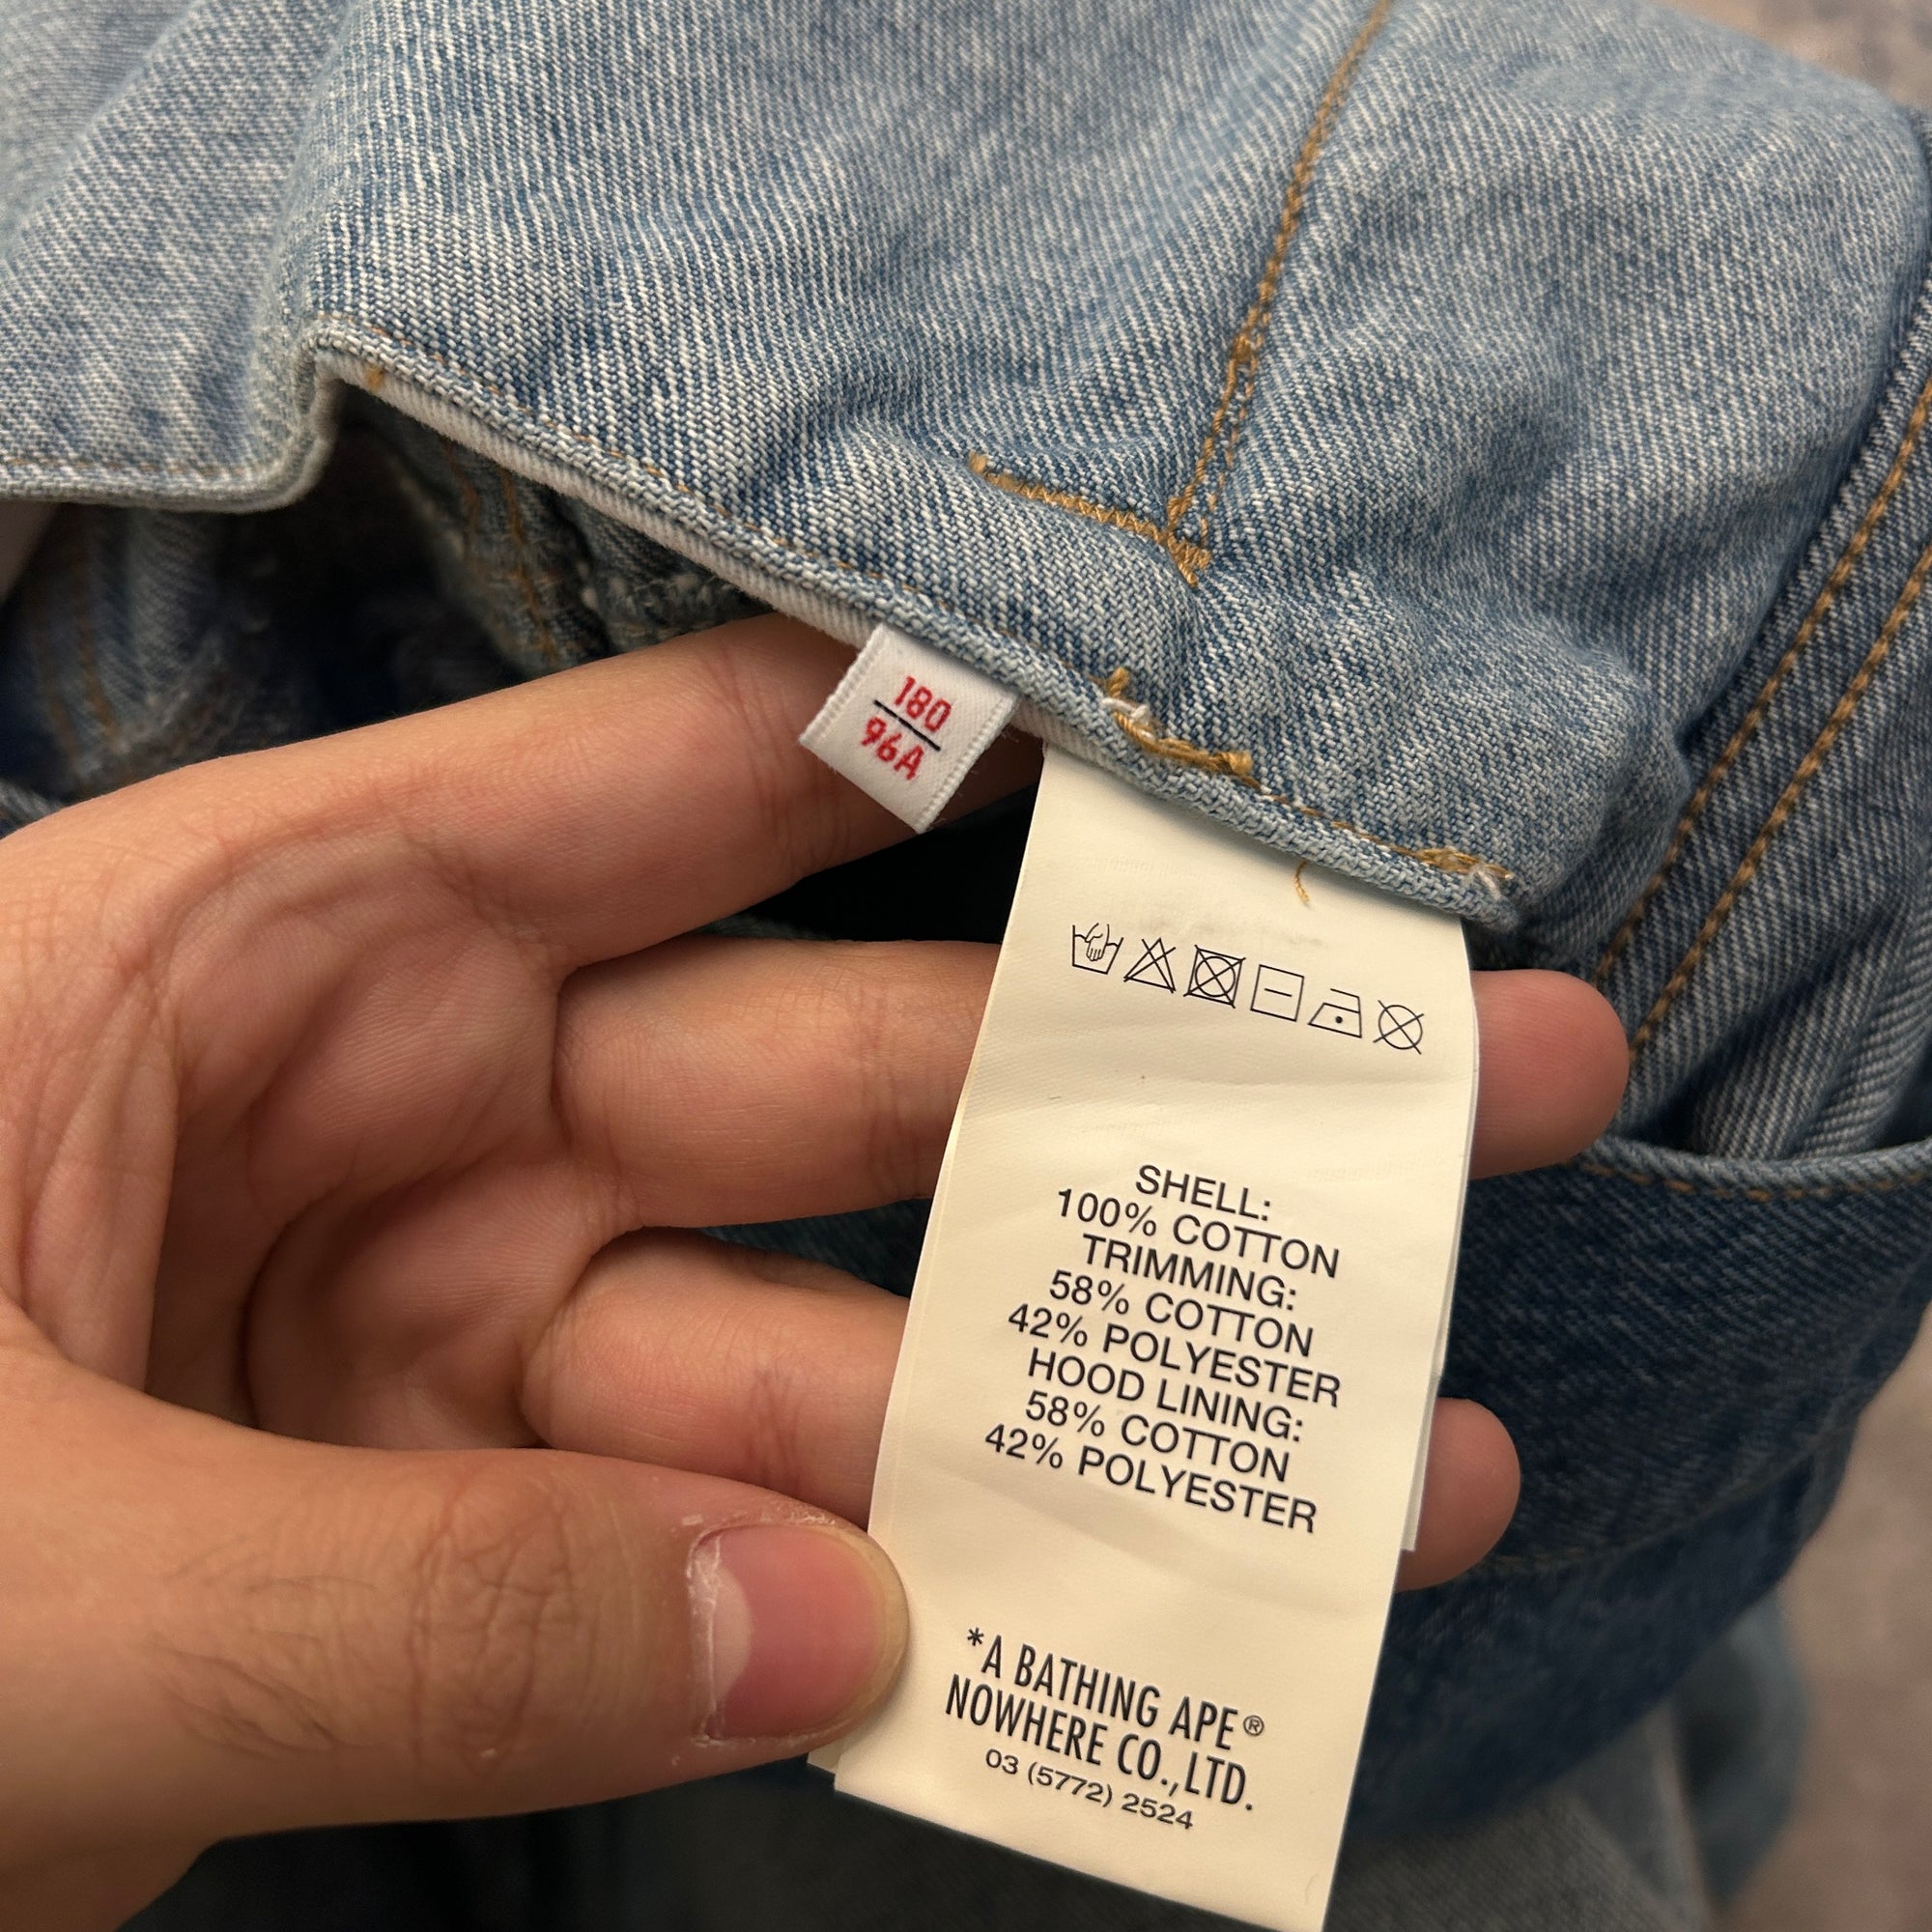 180
96A
SHELL:
100% COTTON
TRIMMING:
58% COTTON
42% POLYESTER
HOOD LINING:
58% COTTON
42% POLYESTER
*A BATHING APE®
NOWHERE CO.,LTD.
03 (5772) 2524